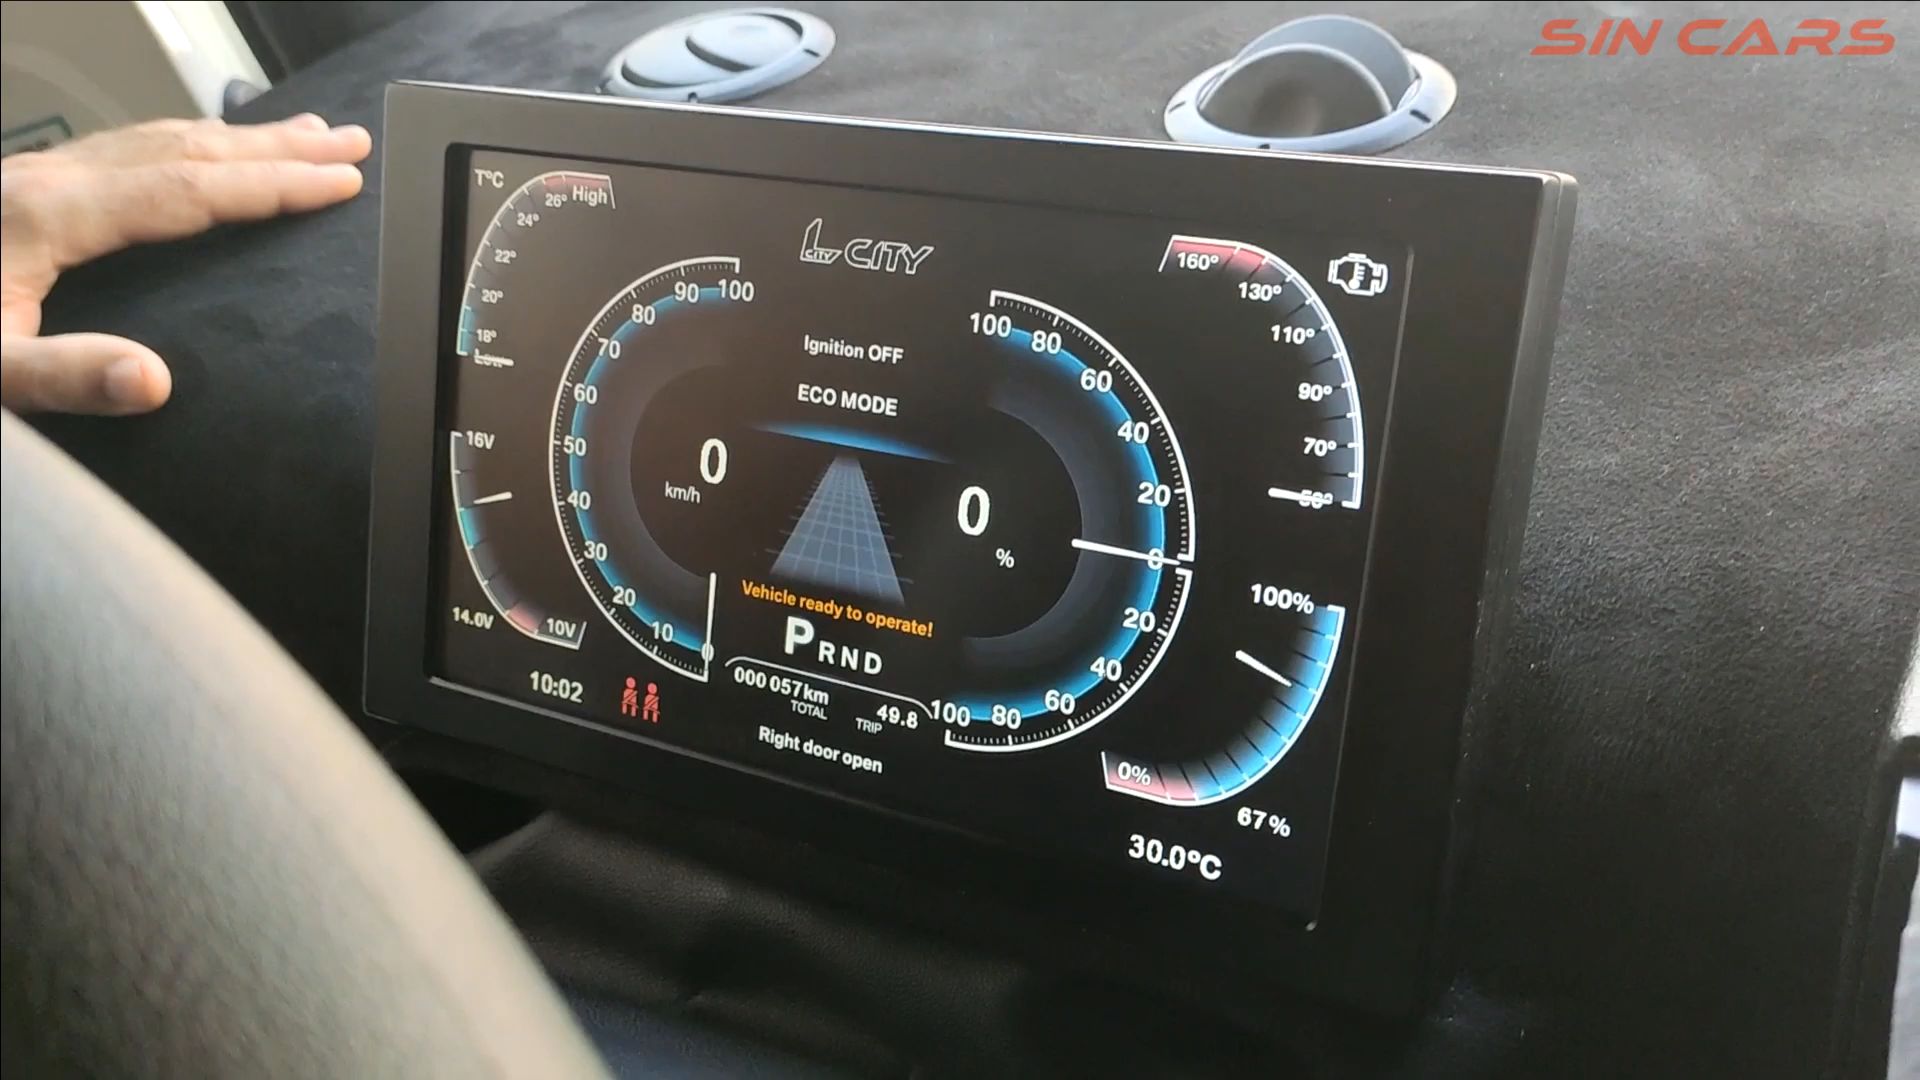 SIN CARS
T°C
26° High
24°
22°
20°
18°
L CITY
CITY
Ignition OFF
ECO MODE
100
90
80
70
60
50
40
30
20
10
0
0
km/h
0
%
100
80
60
40
20
0
20
40
60
80
100
160°
130°
110°
90°
70°
50°
16V
14.0V
10V
Vehicle ready to operate!
P R N D
000 057km
TOTAL
49.8
TRIP
Right door open
10:02
100%
0%
67%
30.0°C